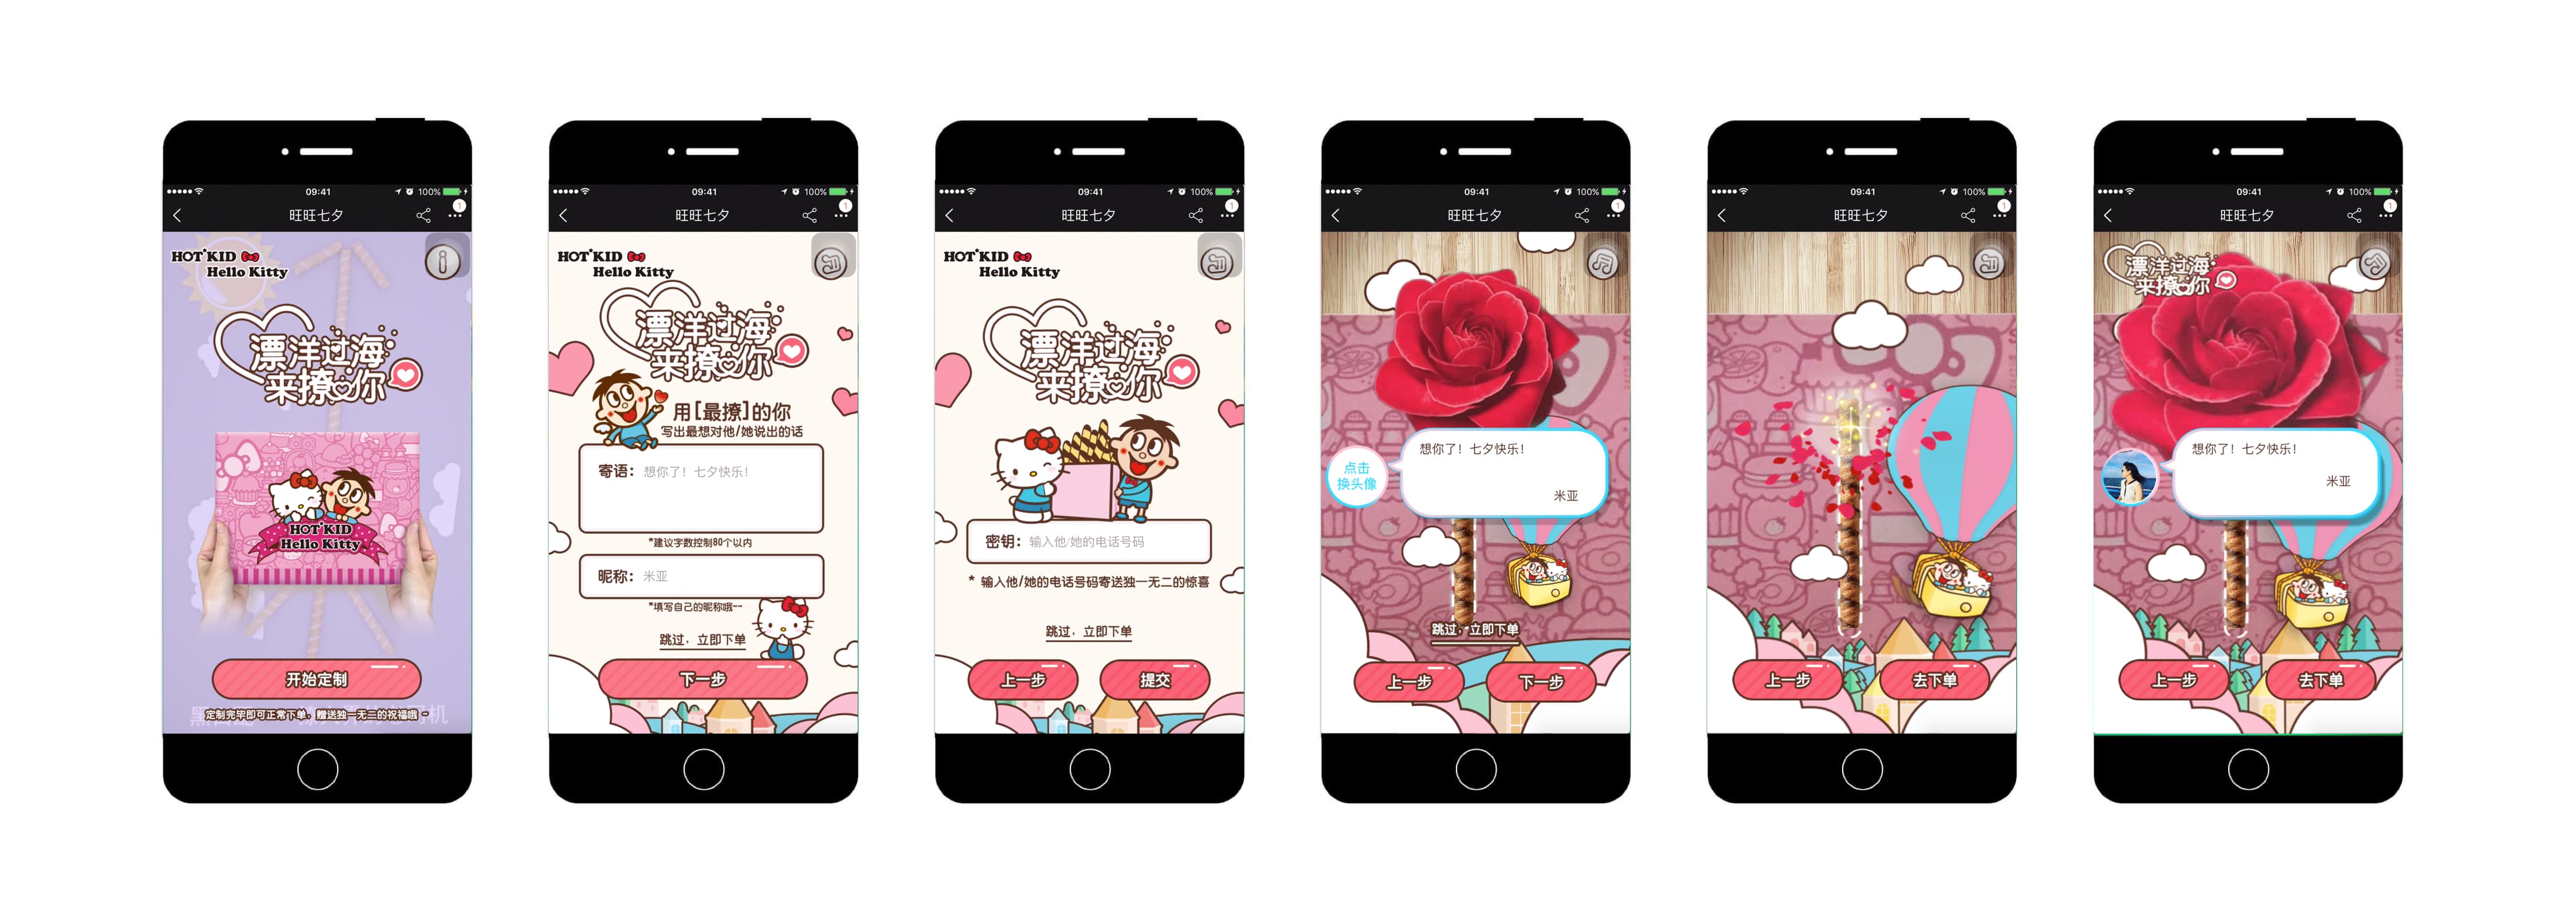 09:41
100%
1
旺旺七夕
HOT KID
Hello Kitty
漂洋过海
来撩你
HOT KID
Hello Kitty
开始定制
定制完毕即可正常下单，赠送独一无二的祝福哦~
09:41
100%
1
旺旺七夕
HOT KID
Hello Kitty
漂洋过海
来撩你
用[最撩]的你
写出最想对他/她说出的话
寄语：想你了！七夕快乐！
*建议字数控制80个以内
昵称：米亚
*填写自己的昵称哦~~
跳过，立即下单
下一步
09:41
100%
1
旺旺七夕
HOT KID
Hello Kitty
漂洋过海
来撩你
密钥：输入他/她的电话号码
* 输入他/她的电话号码寄送独一无二的惊喜
跳过，立即下单
上一步 提交
09:41
100%
1
旺旺七夕
想你了！七夕快乐！
点击
换头像
米亚
跳过，立即下单
上一步 下一步
09:41
100%
1
旺旺七夕
上一步 去下单
09:41
100%
1
旺旺七夕
漂洋过海
来撩你
想你了！七夕快乐！
米亚
上一步 去下单